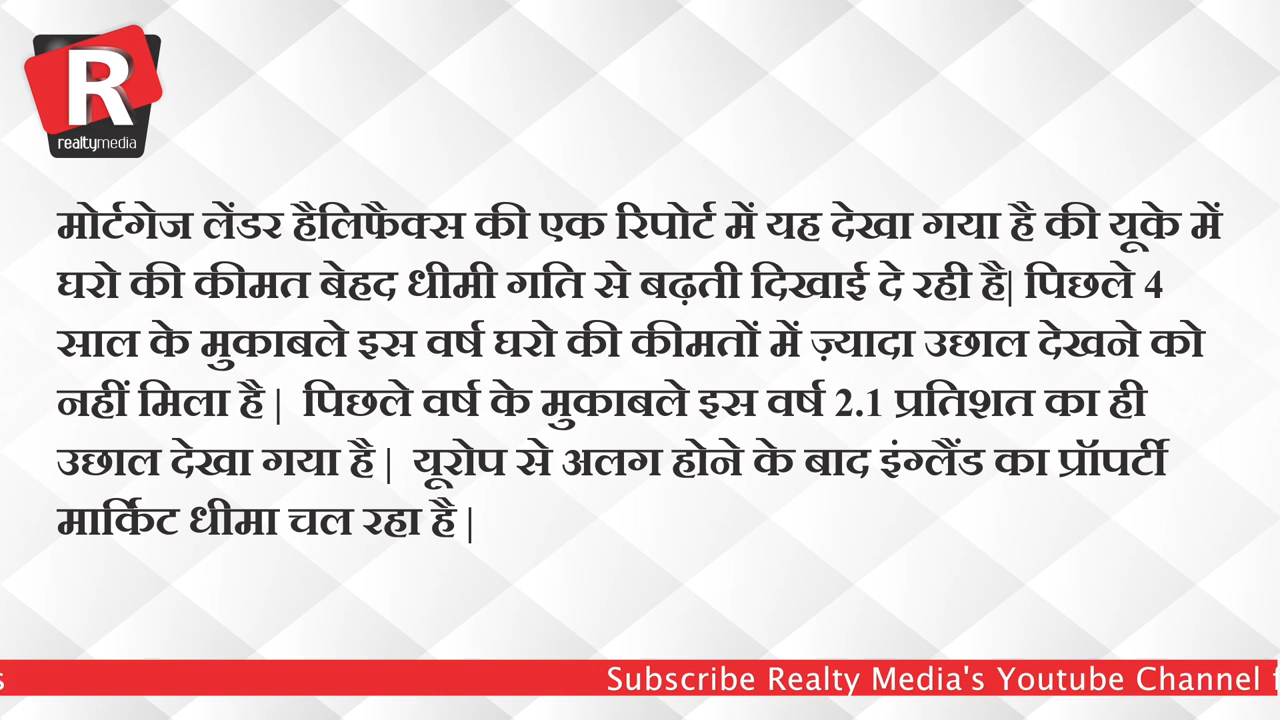 R
realtymedia
मोर्टगेज लेंडर हैलिफैक्स की एक रिपोर्ट में यह देखा गया है की यूके में
घरो की कीमत बेहद धीमी गति से बढ़ती दिखाई दे रही है| पिछले 4
साल के मुकाबले इस वर्ष घरो की कीमतों में ज़्यादा उछाल देखने को
नहीं मिला है | पिछले वर्ष के मुकाबले इस वर्ष 2.1 प्रतिशत का ही
उछाल देखा गया है | यूरोप से अलग होने के बाद इंग्लैंड का प्रॉपर्टी
मार्किट धीमा चल रहा है |
s Subscribe Realty Media's Youtube Channel f